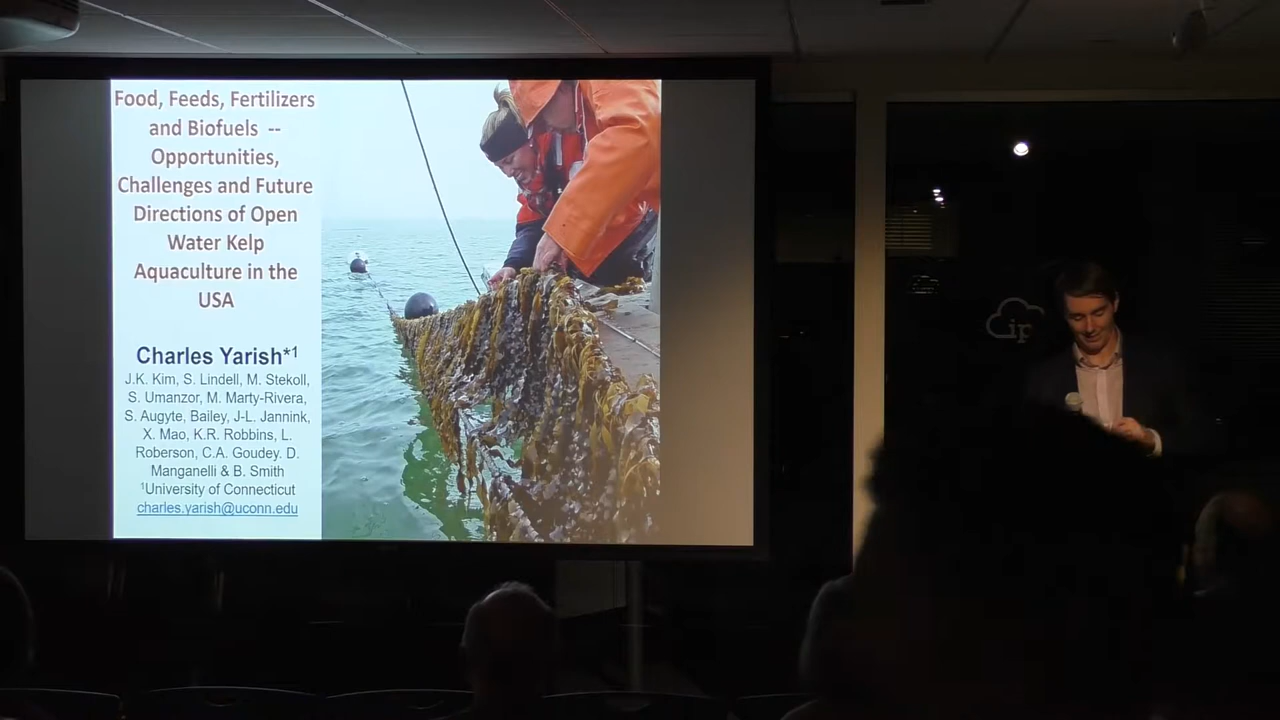 Food, Feeds, Fertilizers
and Biofuels --
Opportunities,
Challenges and Future
Directions of Open
Water Kelp
Aquaculture in the
USA
Charles Yarish*¹
J.K. Kim, S. Lindell, M. Stekoll,
S. Umanzor, M. Marty-Rivera,
S. Augyte, Bailey, J-L. Jannink,
X. Mao, K.R. Robbins, L.
Roberson, C.A. Goudey. D.
Manganelli & B. Smith
¹University of Connecticut
charles.yarish@uconn.edu
ip